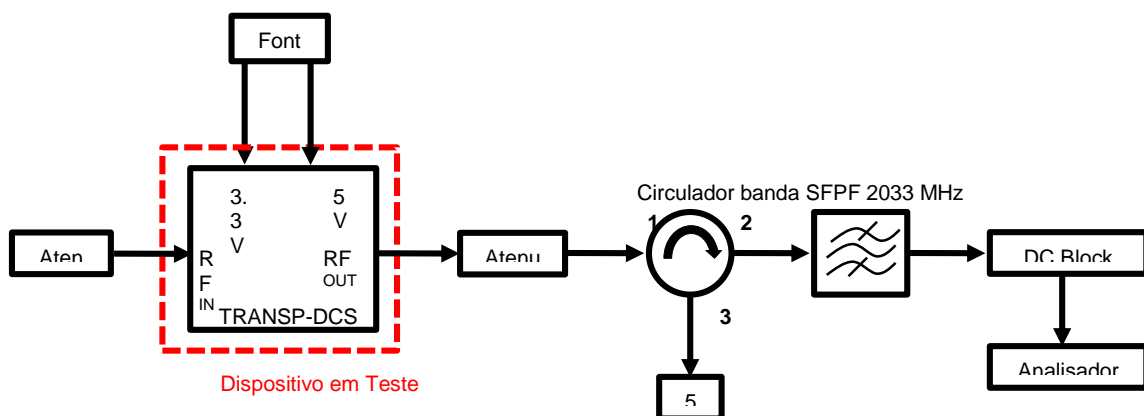 Font
3.
3
V
5
V
R
F
IN
RF
OUT
TRANSP-DCS
Dispositivo em Teste
Aten
Atenu
Circulador banda SFPF 2033 MHz
1
2
3
5
DC Block
Analisador